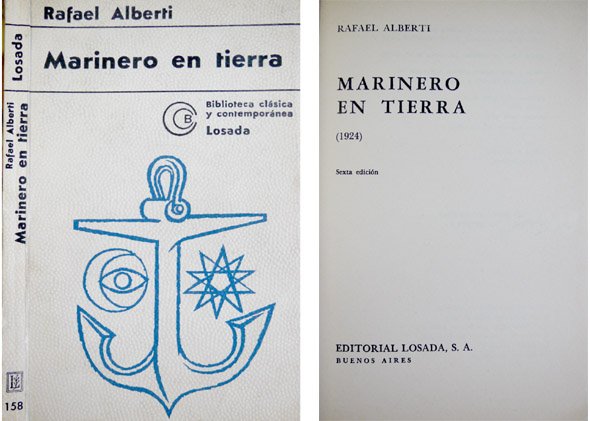 Losada
Rafael Alberti
Marinero en tierra
158
Rafael Alberti
Marinero en tierra
CB
Biblioteca clásica
y contemporánea
Losada
RAFAEL ALBERTI
MARINERO
EN TIERRA
(1924)
Sexta edición
EDITORIAL LOSADA, S. A.
BUENOS AIRES